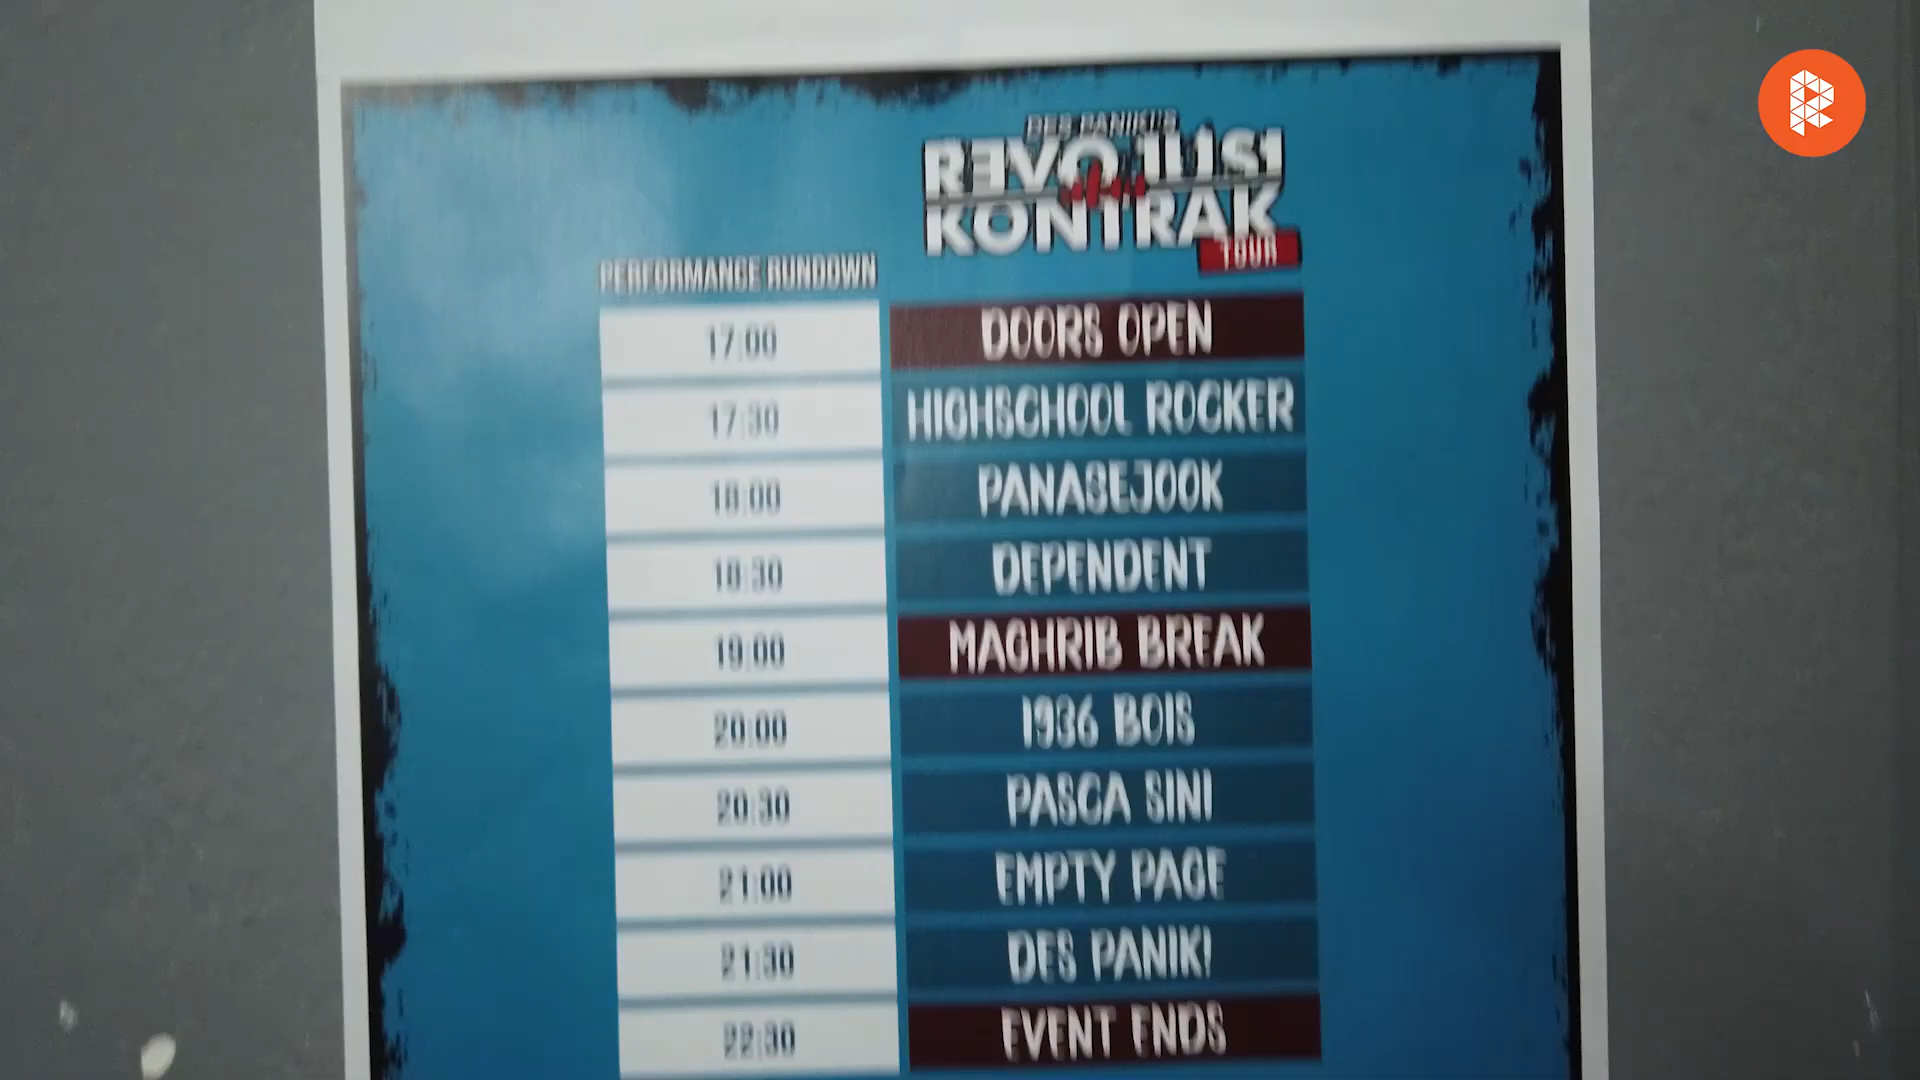 DES PANIKI'S
REVOLUSI
KONTRAK
TOUR
PERFORMANCE RUNDOWN
17:00 DOORS OPEN
17:30 HIGHSCHOOL ROCKER
18:00 PANASEJOOK
18:30 DEPENDENT
19:00 MAGHRIB BREAK
20:00 1936 BOIS
20:30 PASCA SINI
21:00 EMPTY PAGE
21:30 DES PANIKI
22:30 EVENT ENDS